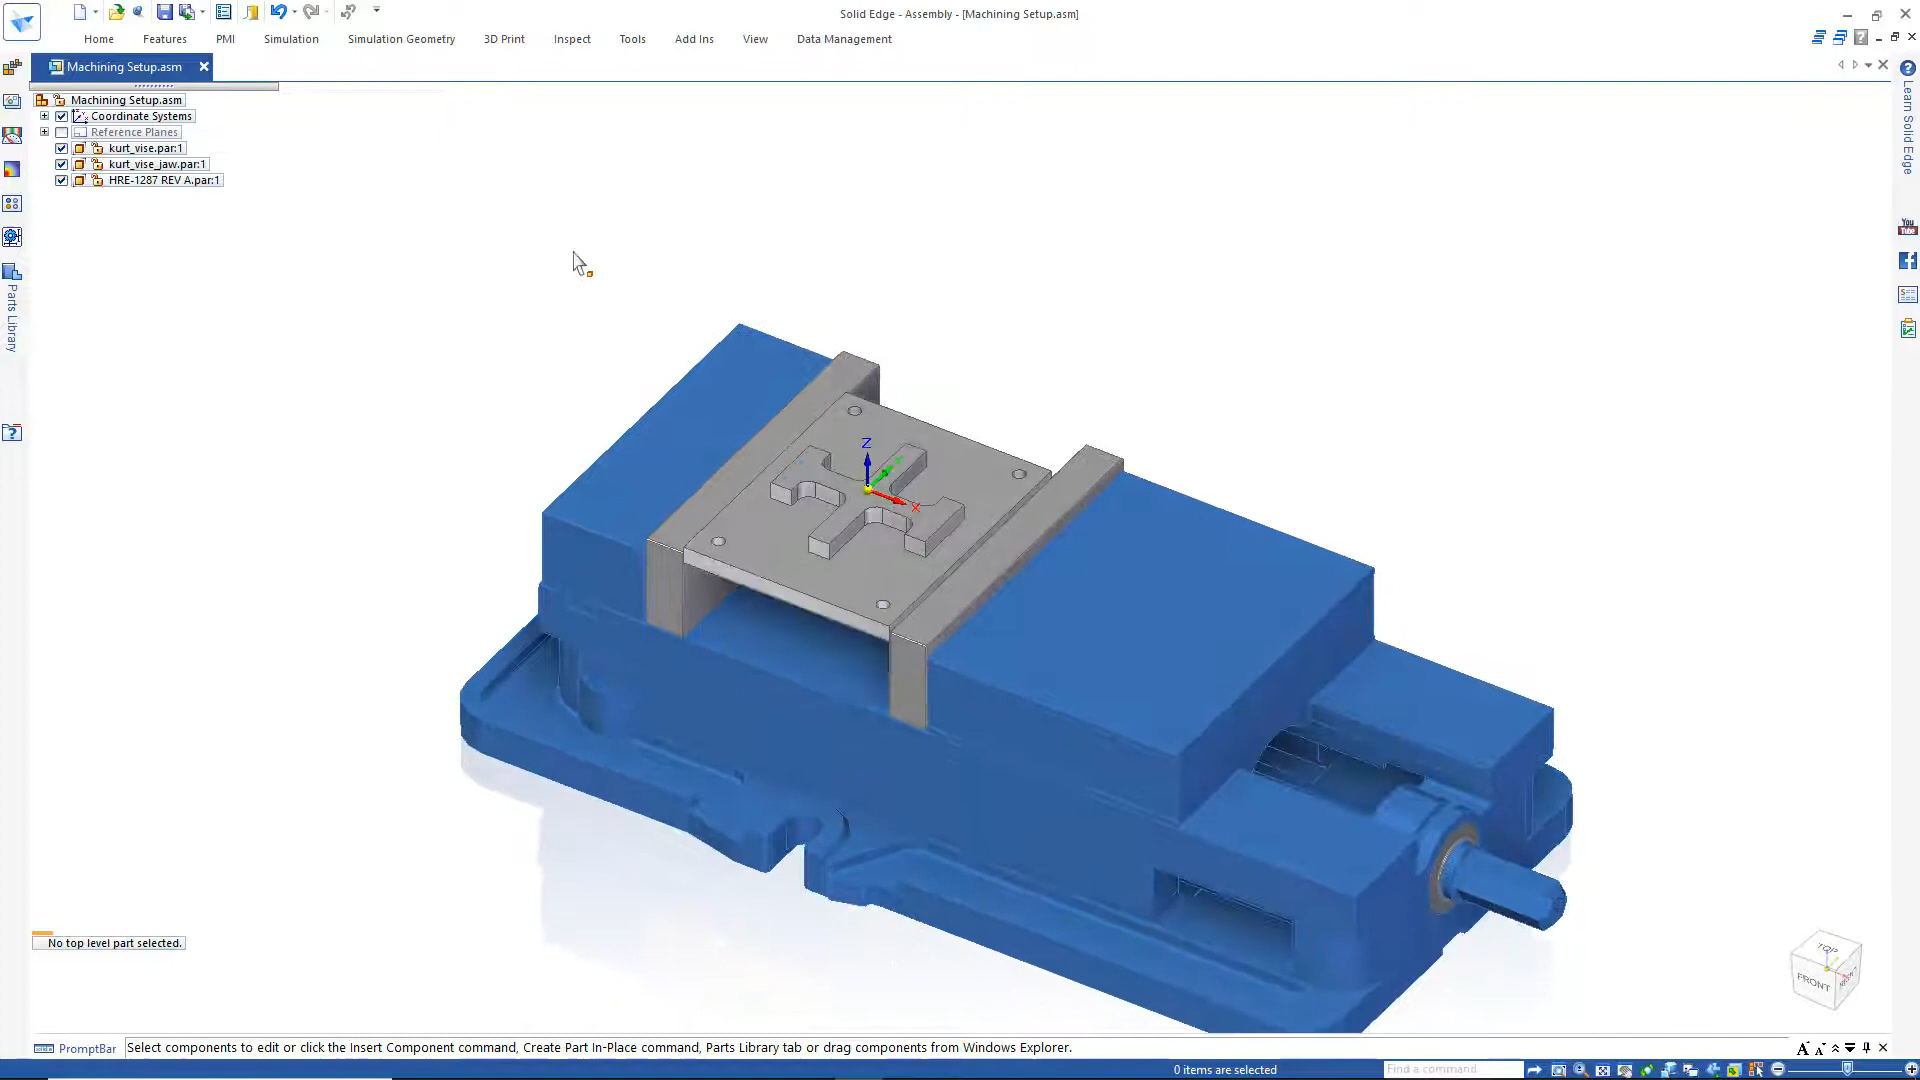 Solid Edge - Assembly - [Machining Setup.asm]
Home Features PMI Simulation Simulation Geometry 3D Print Inspect Tools Add Ins View Data Management
Machining Setup.asm
Machining Setup.asm
Coordinate Systems
Reference Planes
kurt_vise.par:1
kurt_vise_jaw.par:1
HRE-1287 REV A.par:1
Parts Library
Learn Solid Edge
You
Tube
Z
X
No top level part selected.
TOP
FRONT
PromptBar
Select components to edit or click the Insert Component command, Create Part In-Place command, Parts Library tab or drag components from Windows Explorer.
0 items are selected
Find a command